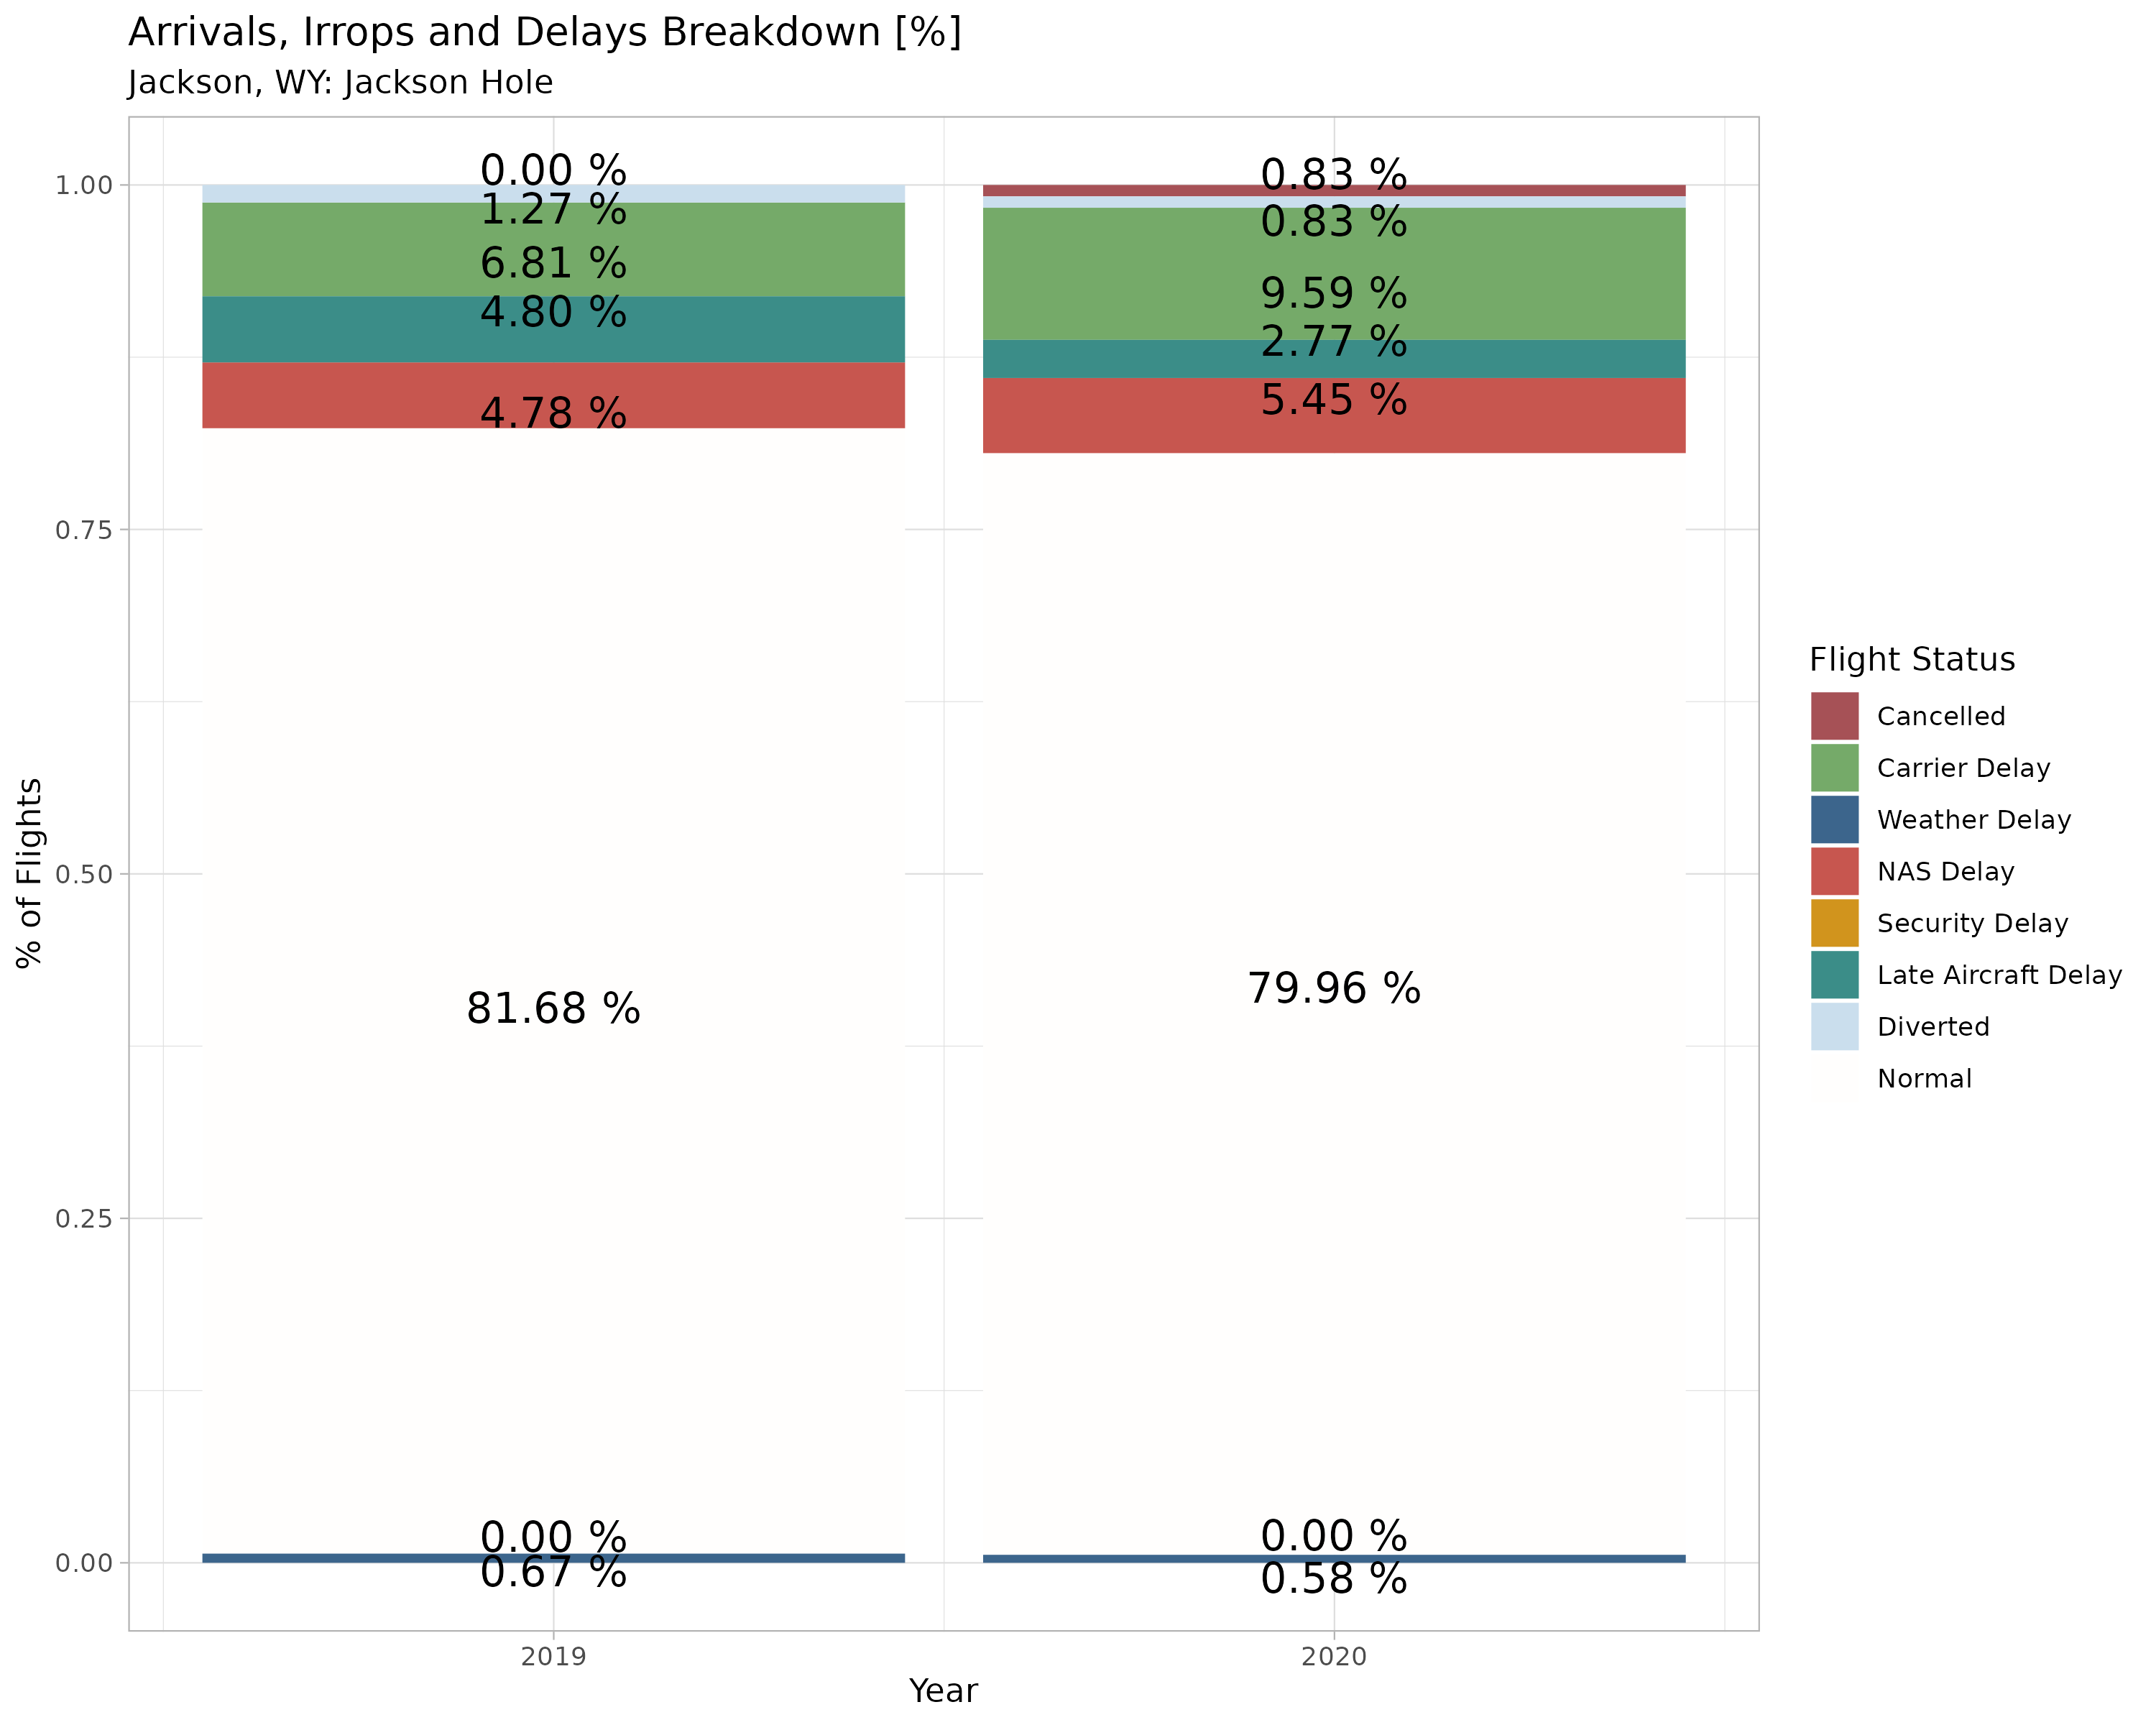 Arrivals, Irrops and Delays Breakdown [%]
Jackson, WY: Jackson Hole
% of Flights
1.00
0.75
0.50
0.25
0.00
0.00 %
1.27 %
6.81 %
4.80 %
4.78 %
81.68 %
0.00 %
0.67 %
0.83 %
0.83 %
9.59 %
2.77 %
5.45 %
79.96 %
0.00 %
0.58 %
2019
2020
Year
Flight Status
Cancelled
Carrier Delay
Weather Delay
NAS Delay
Security Delay
Late Aircraft Delay
Diverted
Normal